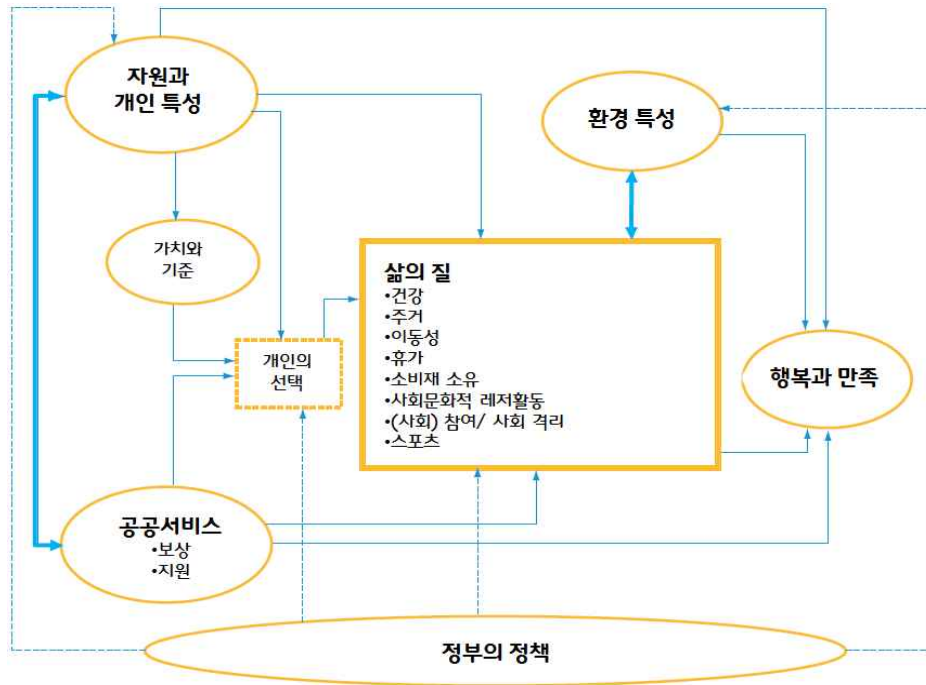 자원과
개인 특성
환경 특성
가치와
기준
삶의 질
•건강
•주거
•이동성
•휴가
•소비재 소유
•사회문화적 레저활동
•(사회) 참여/ 사회 격리
•스포츠
개인의
선택
행복과 만족
공공서비스
•보상
•지원
정부의 정책